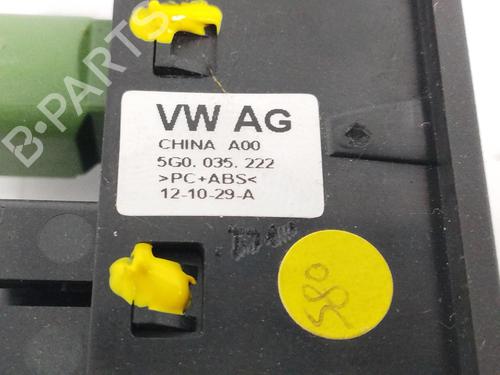 VW AG
CHINA A00
5G0. 035. 222
>PC+ABS<
12-10-29-A
580
B-PARTS